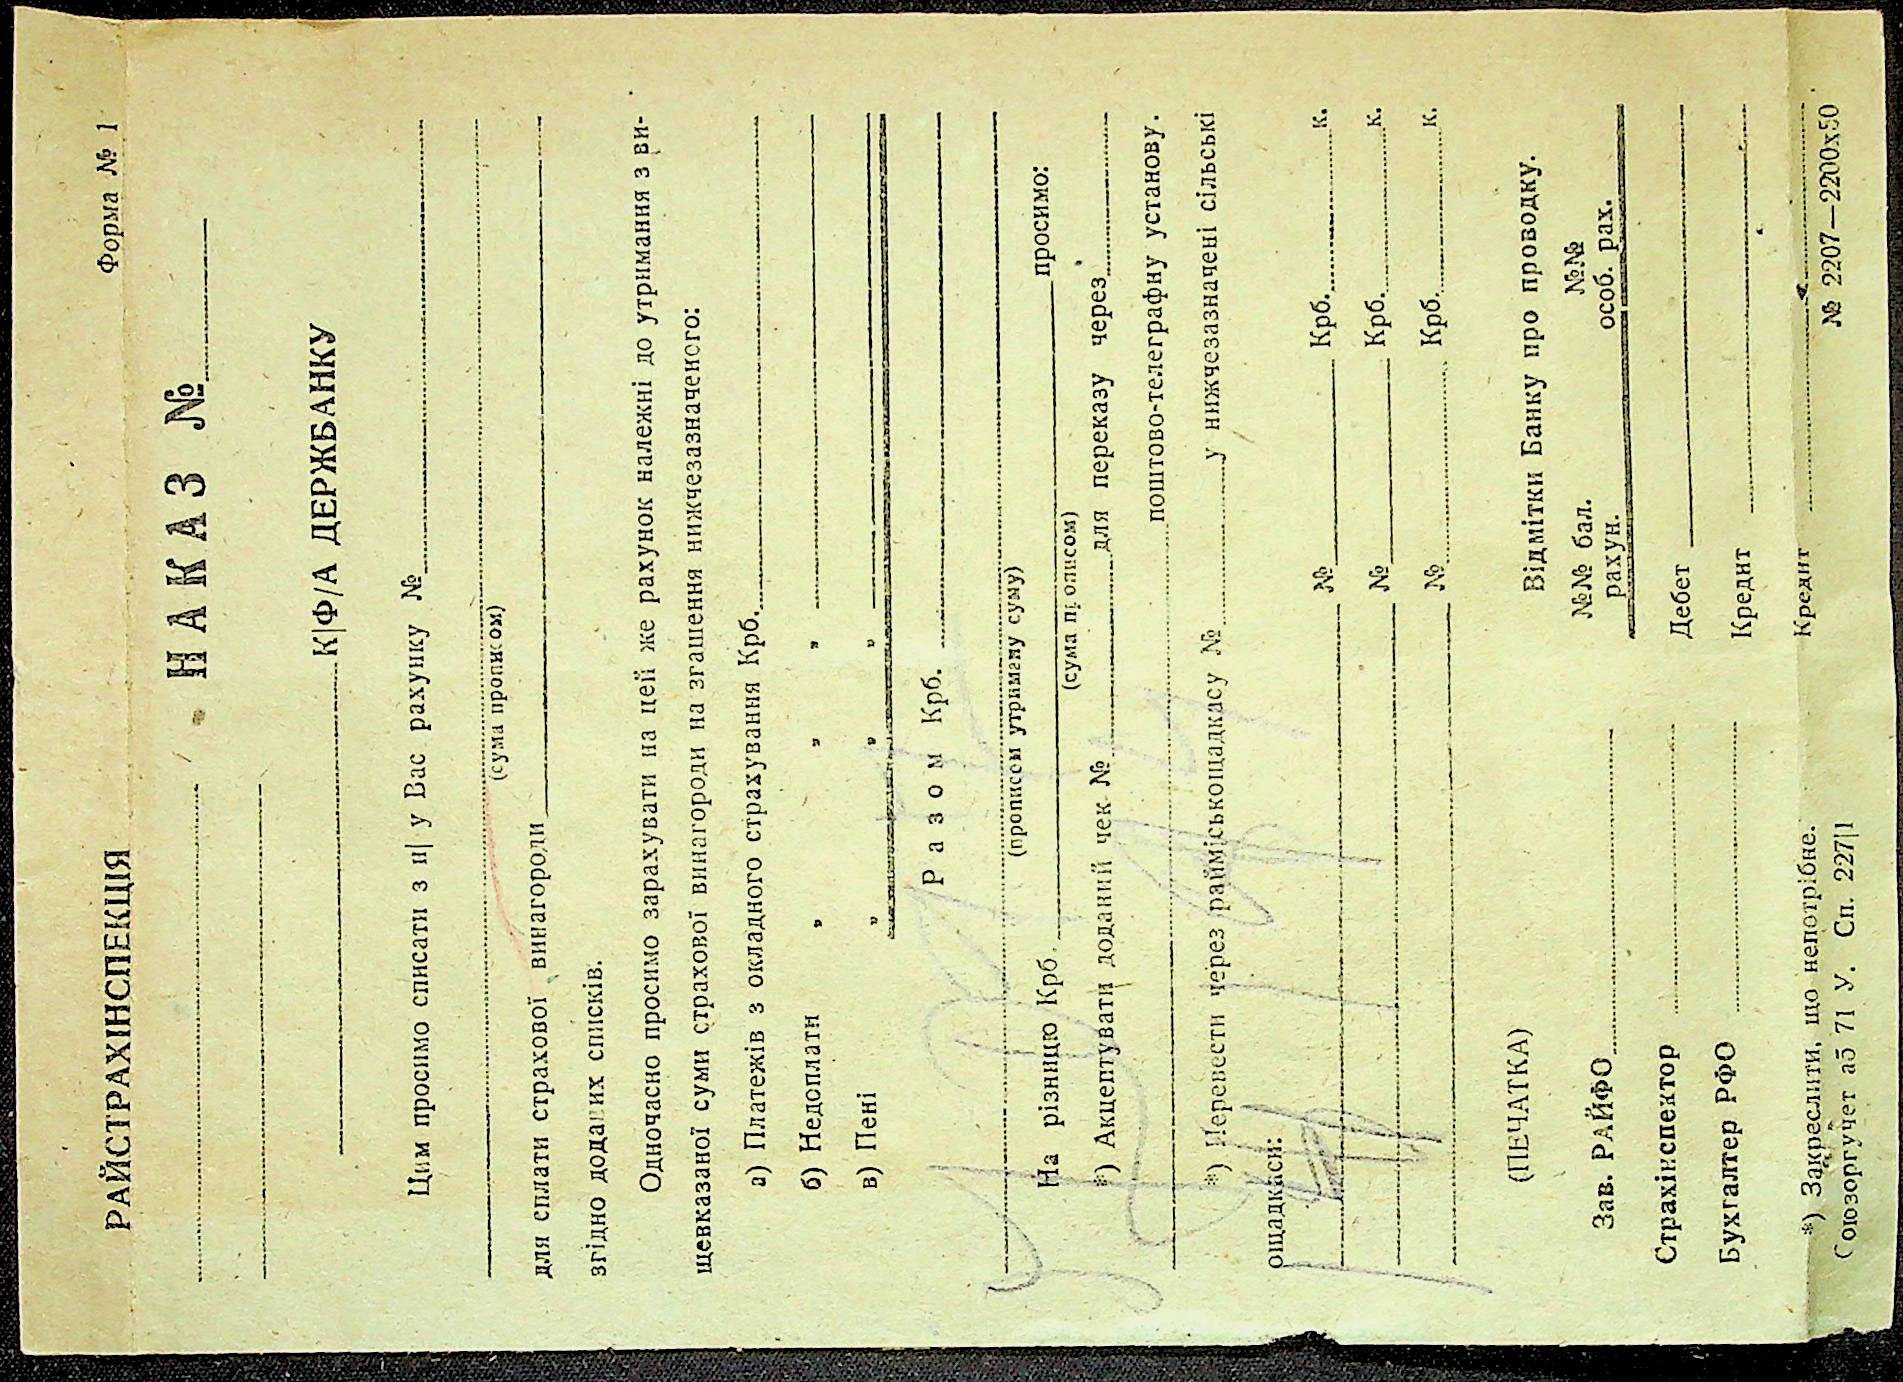 Форма № 1
РАЙСТРАХІНСПЕКЦІЯ
НАКАЗ №
К|Ф/А ДЕРЖБАНКУ
Цим просимо списати з п| у Вас рахунку №
(сума прописом)
для сплати страхової винагороди
згідно доданих списків.
Одночасно просимо зарахувати на цей же рахунок належні до утримання з ви-
щевказаної суми страхової винагороди на згашення нижчезазначеного:
а) Платежів з окладного страхування Крб.
б) Недоплати „ „ „
в) Пені „ „ „
Разом Крб.
(прописом утриману суму)
На різницю Крб. просимо:
(сума прописом)
*) Акцептувати доданий чек № для переказу через
поштово-телеграфну установу.
*) Перевести через райміськощадкасу № у нижчезазначені сільські
ощадкаси:
№ Крб. к.
№ Крб. к.
№ Крб. к.
(ПЕЧАТКА)
Відмітки Банку про проводку.
№№ бал. рахун. №№ особ. рах.
Зав. РАЙФО
Дебет
Страхінспектор
Кредит
Бухгалтер РФО
Кредит
*) Закреслити, що непотрібне.
Союзоргучет аб 71 У. Сп. 227|1 № 2207—2200х50